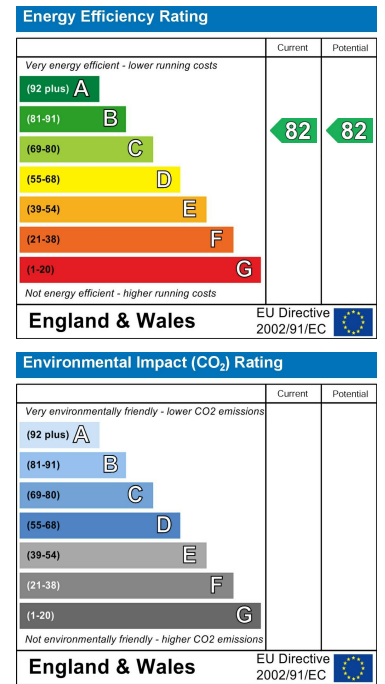 Energy Efficiency Rating
Current Potential
Very energy efficient - lower running costs
(92 plus) A
(81-91) B
82 82
(69-80) C
(55-68) D
(39-54) E
(21-38) F
(1-20) G
Not energy efficient - higher running costs
England & Wales
EU Directive
2002/91/EC
Environmental Impact (CO₂) Rating
Current Potential
Very environmentally friendly - lower CO2 emissions
(92 plus) A
(81-91) B
(69-80) C
(55-68) D
(39-54) E
(21-38) F
(1-20) G
Not environmentally friendly - higher CO2 emissions
England & Wales
EU Directive
2002/91/EC